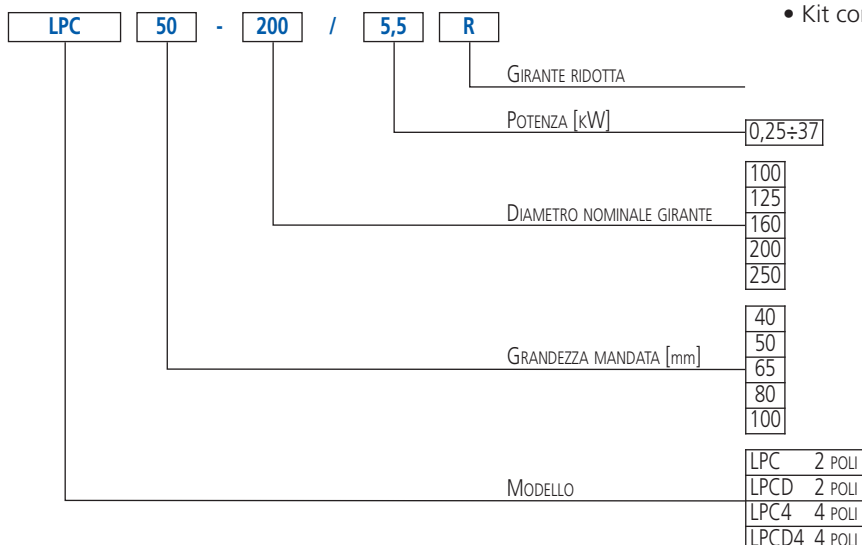 • Kit co
LPC 50 - 200 / 5,5 R
GIRANTE RIDOTTA
POTENZA [KW]
0,25÷37
100
125
DIAMETRO NOMINALE GIRANTE
160
200
250
40
50
GRANDEZZA MANDATA [mm]
65
80
100
LPC 2 POLI
MODELLO
LPCD 2 POLI
LPC4 4 POLI
LPCD4 4 POLI